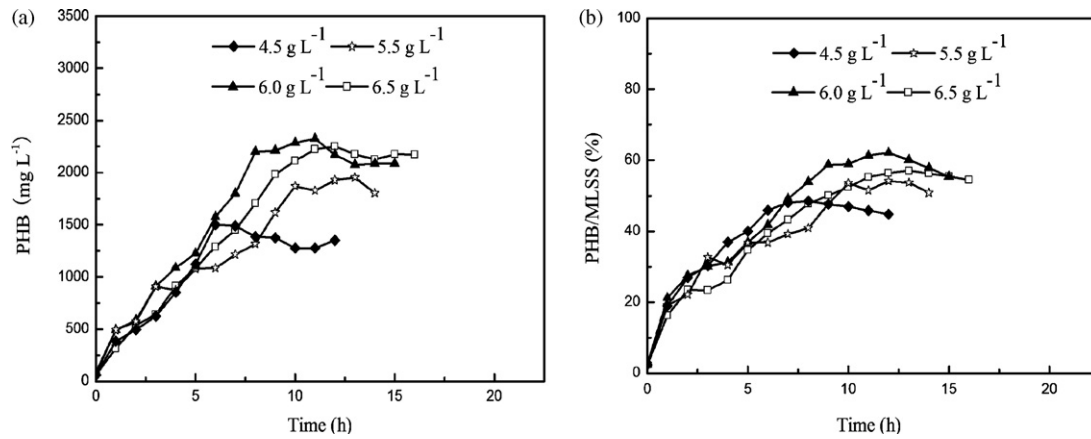 (a)
3500
3000
2500
2000
1500
1000
500
0
PHB (mg L⁻¹)
4.5 g L⁻¹ 5.5 g L⁻¹
6.0 g L⁻¹ 6.5 g L⁻¹
0 5 10 15 20
Time (h)
(b)
100
80
60
40
20
0
PHB/MLSS (%)
4.5 g L⁻¹ 5.5 g L⁻¹
6.0 g L⁻¹ 6.5 g L⁻¹
0 5 10 15 20
Time (h)